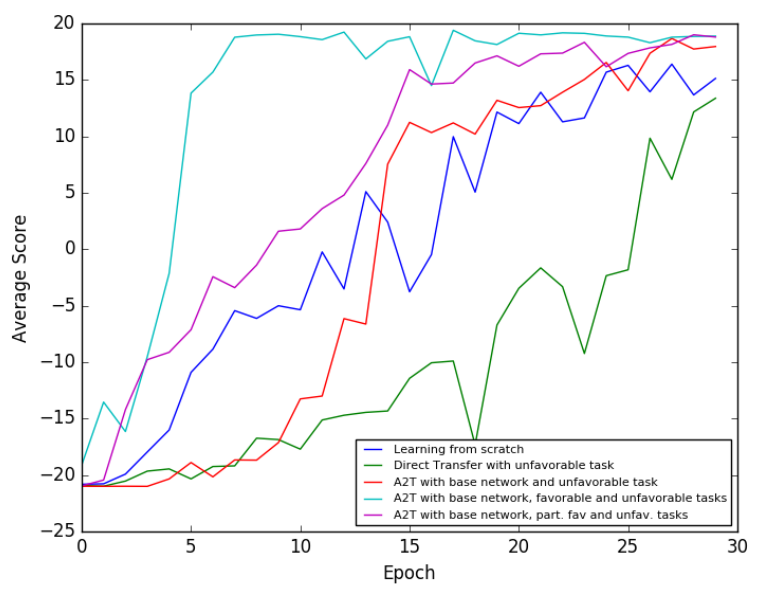 20
15
10
5
0
−5
−10
−15
−20
−25
0
5
10
15
20
25
30
Average Score
Epoch
Learning from scratch
Direct Transfer with unfavorable task
A2T with base network and unfavorable task
A2T with base network, favorable and unfavorable tasks
A2T with base network, part. fav and unfav. tasks